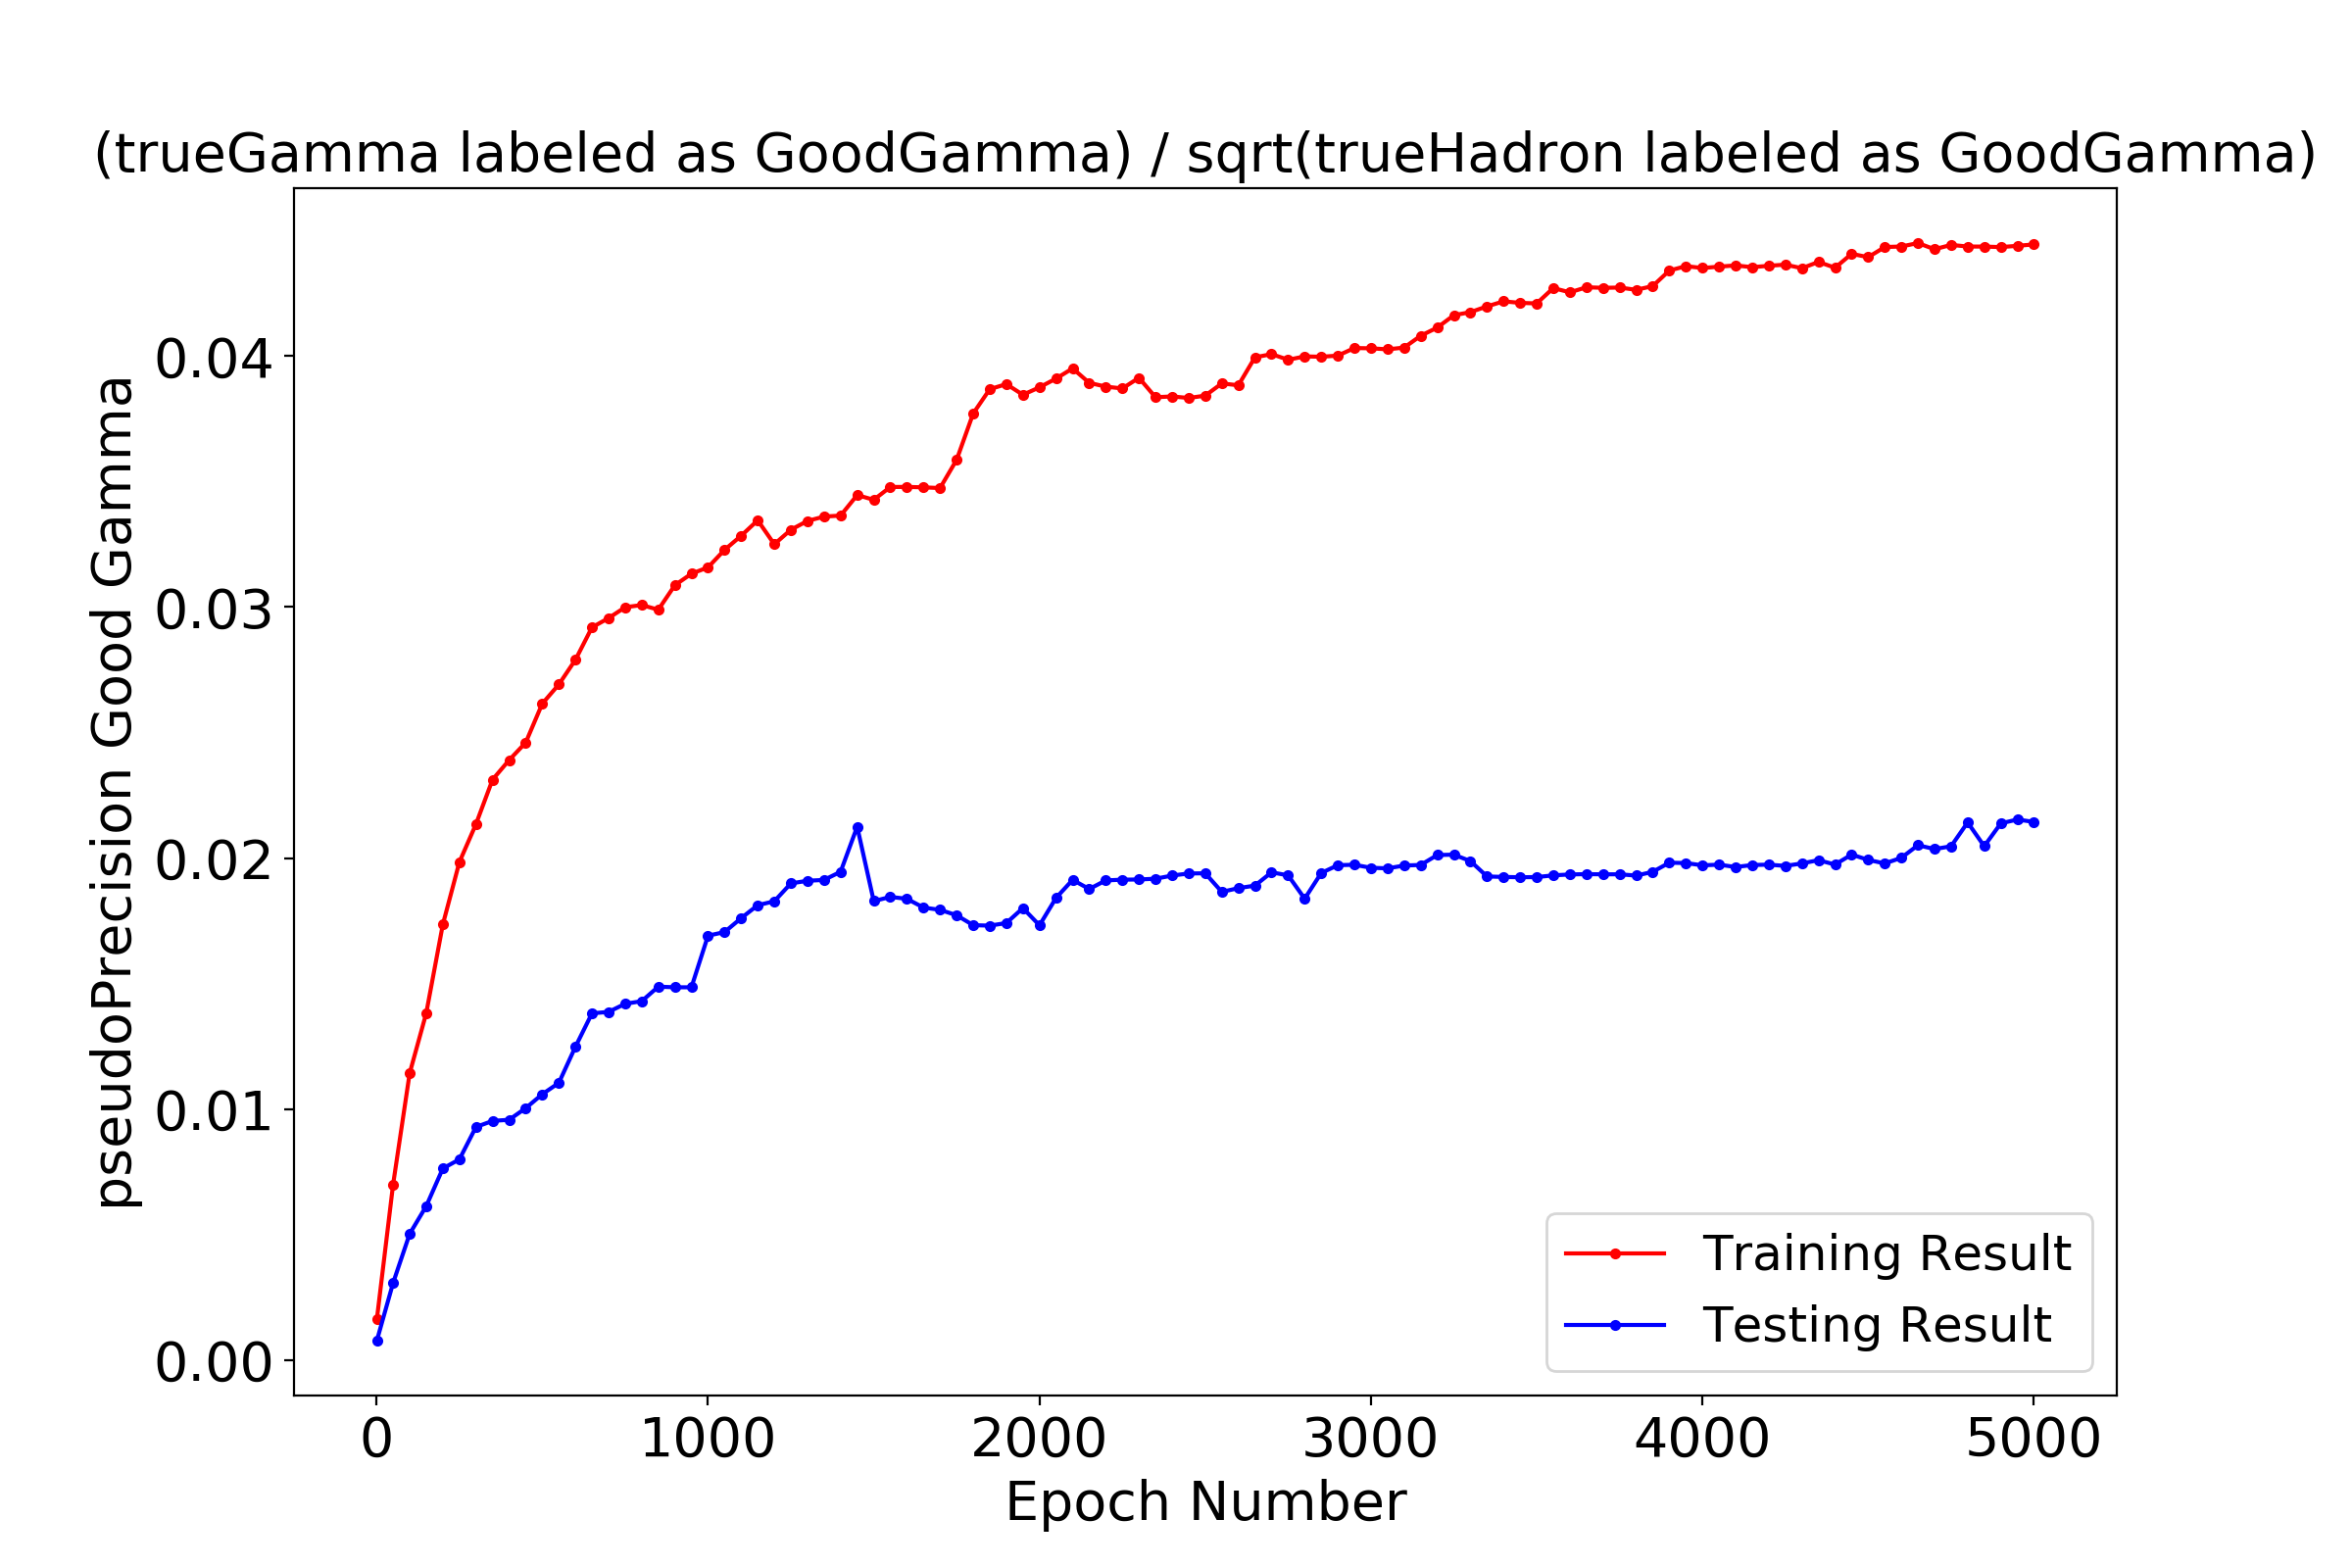 (trueGamma labeled as GoodGamma) / sqrt(trueHadron labeled as GoodGamma)
pseudoPrecision Good Gamma
0.04
0.03
0.02
0.01
0.00
Training Result
Testing Result
0 1000 2000 3000 4000 5000
Epoch Number